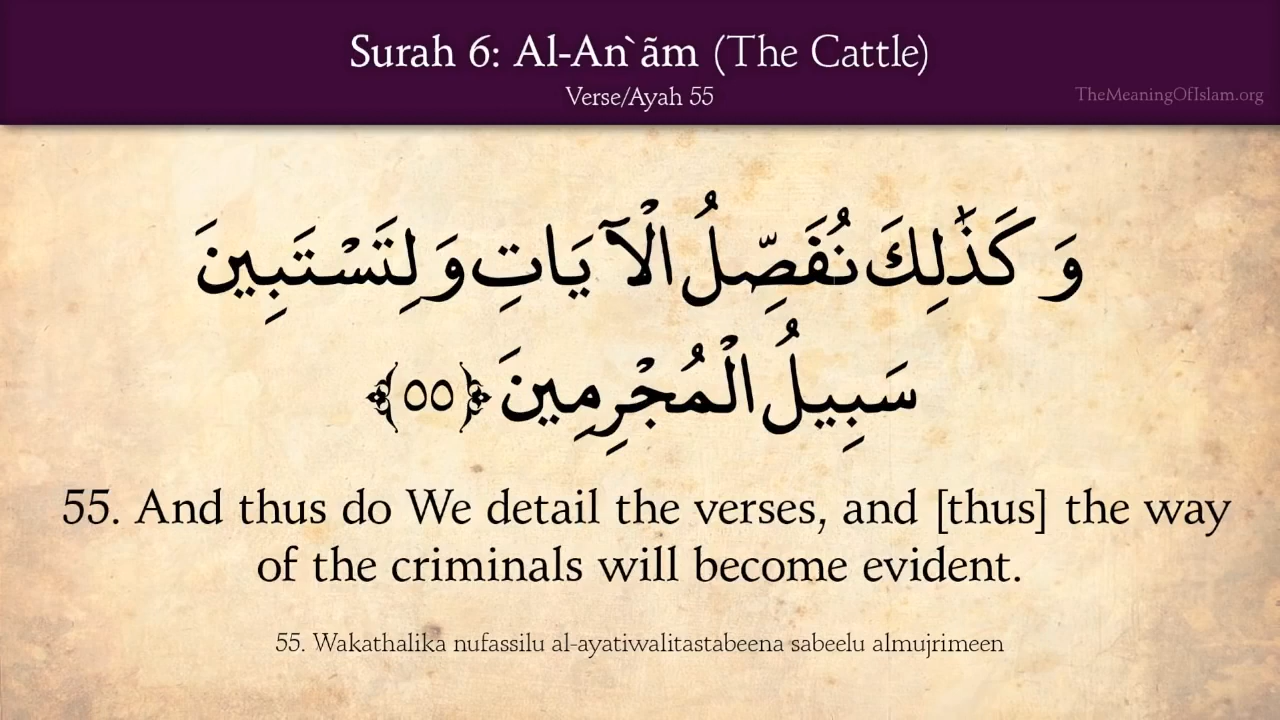 Surah 6: Al-An`ãm (The Cattle)
Verse/Ayah 55
TheMeaningOfIslam.org
وَ كَذَٰلِكَ نُفَصِّلُ الْآيَاتِ وَ لِتَسْتَبِينَ
سَبِيلُ الْمُجْرِمِينَ ﴿٥٥﴾
55. And thus do We detail the verses, and [thus] the way
of the criminals will become evident.
55. Wakathalika nufassilu al-ayatiwalitastabeena sabeelu almujrimeen